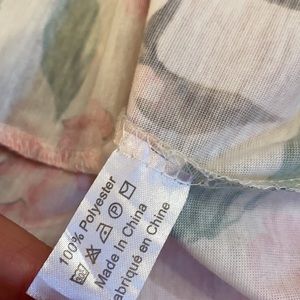 100% Polyester
P
Made In China
Fabriqué en Chine